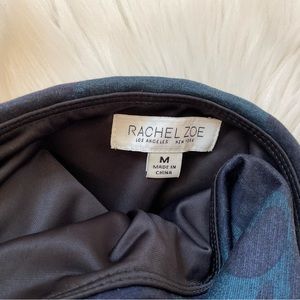 RACHEL ZOE
LOS ANGELES NEW YORK
M
MADE IN
CHINA